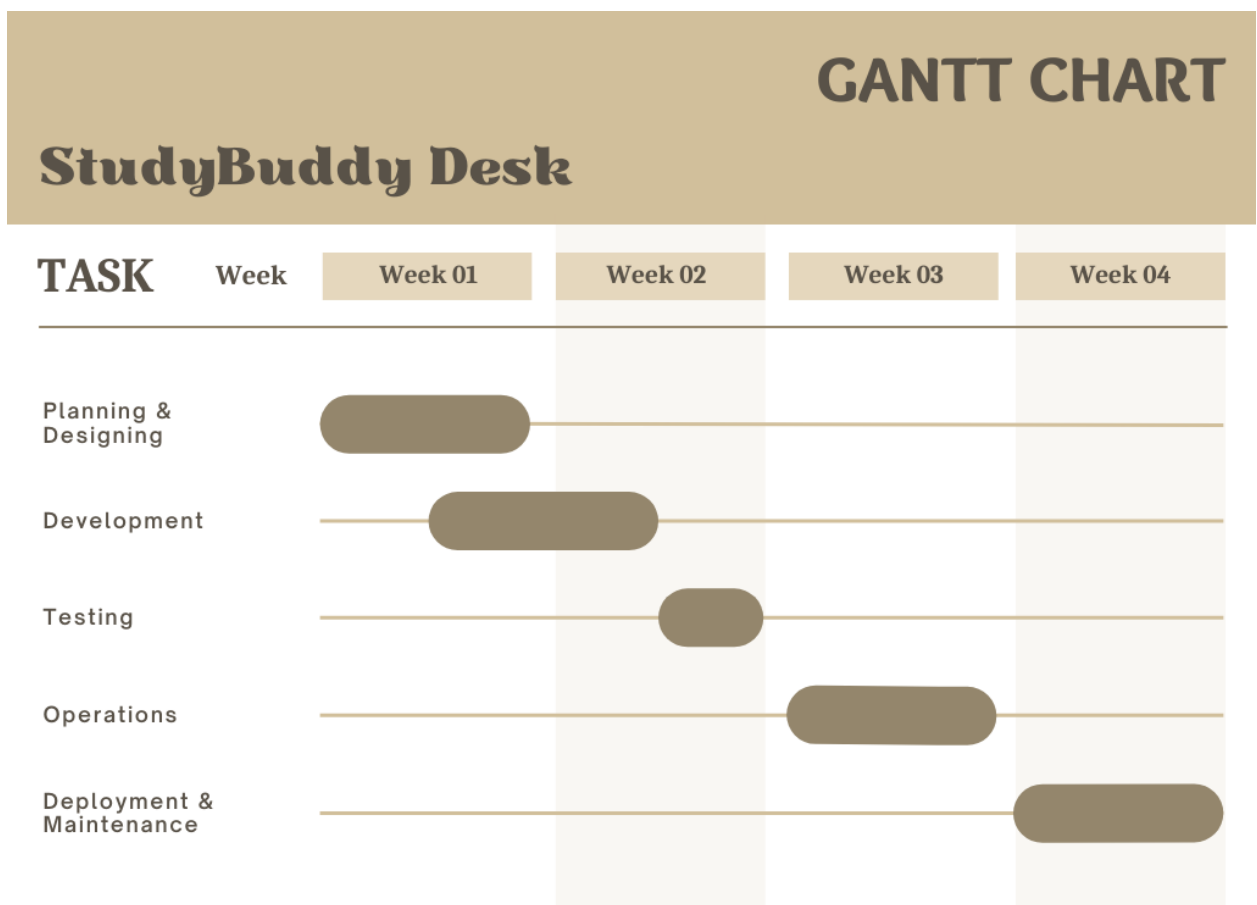 GANTT CHART
StudyBuddy Desk
TASK Week Week 01 Week 02 Week 03 Week 04
Planning &
Designing
Development
Testing
Operations
Deployment &
Maintenance